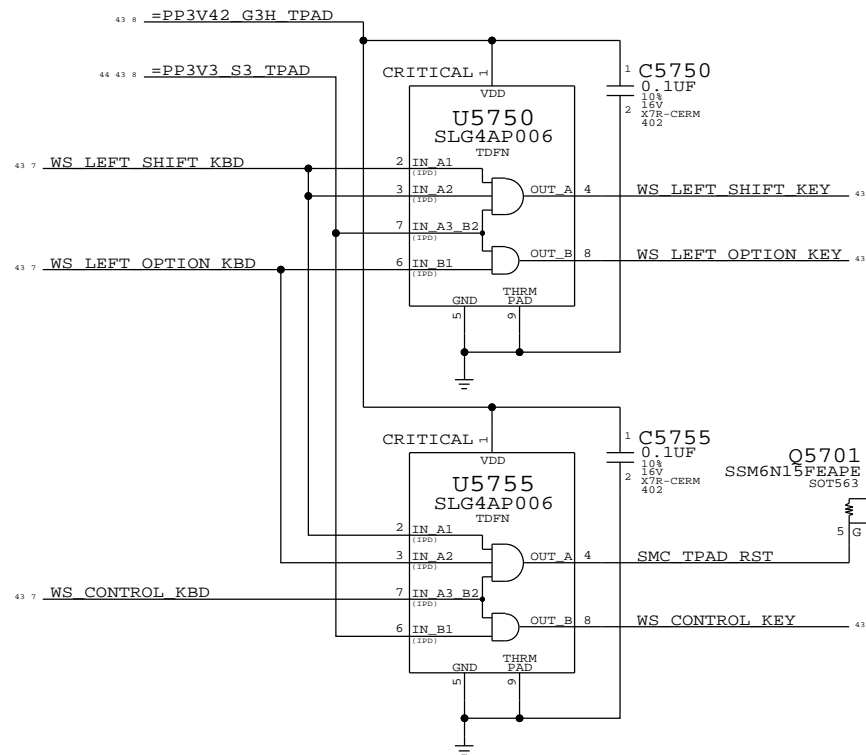 43 8 =PP3V42_G3H_TPAD
44 43 8 =PP3V3_S3_TPAD
CRITICAL 1
VDD
U5750
SLG4AP006
TDFN
1 C5750
0.1UF
10%
16V
2 X7R-CERM
402
43 7 WS_LEFT_SHIFT_KBD 2 IN_A1
(IPD)
3 IN_A2
(IPD)
OUT_A 4 WS_LEFT_SHIFT_KEY 43
7 IN_A3_B2
(IPD)
OUT_B 8 WS_LEFT_OPTION_KEY 43
43 7 WS_LEFT_OPTION_KBD 6 IN_B1
(IPD)
GND THRM
PAD
5 9
CRITICAL 1
VDD
U5755
SLG4AP006
TDFN
1 C5755
0.1UF
10%
16V
2 X7R-CERM
402
Q5701
SSM6N15FEAPE
SOT563
5 G
2 IN_A1
(IPD)
3 IN_A2
(IPD)
OUT_A 4 SMC_TPAD_RST
43 7 WS_CONTROL_KBD 7 IN_A3_B2
(IPD)
OUT_B 8 WS_CONTROL_KEY 43
6 IN_B1
(IPD)
GND THRM
PAD
5 9